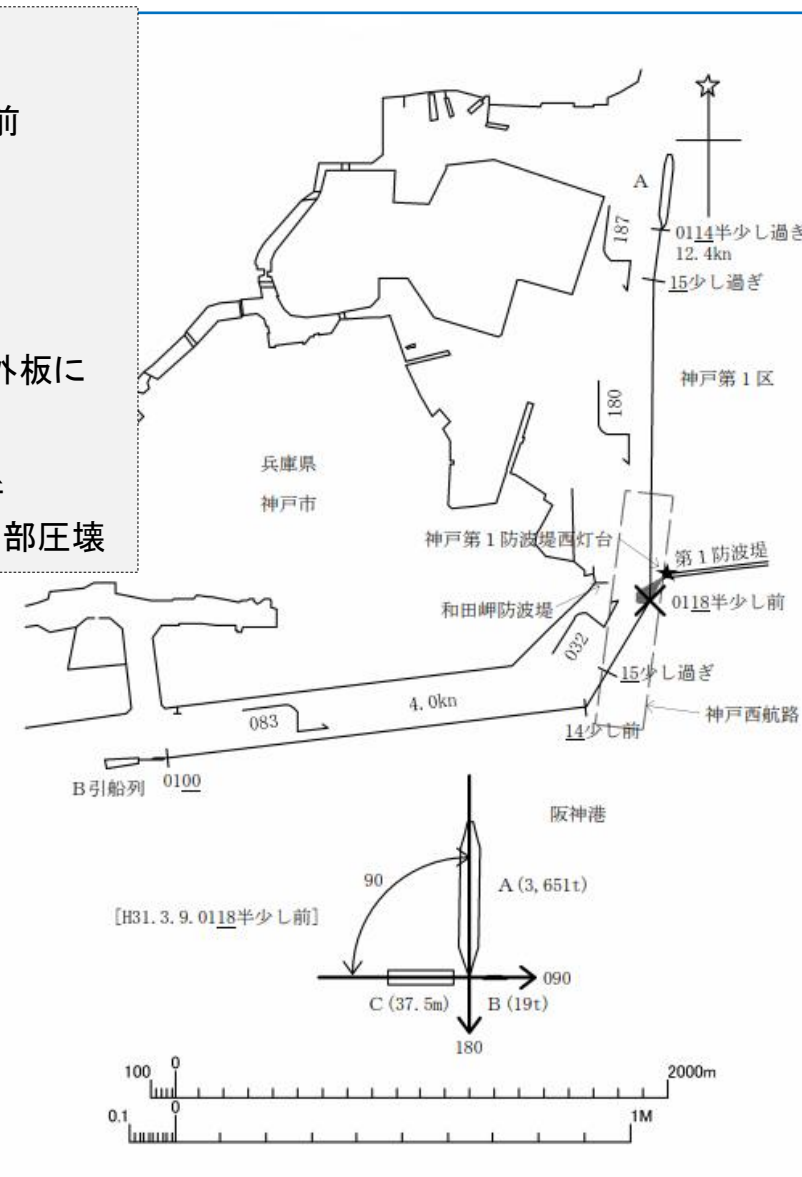 前
外板に
部圧壊
A
0114半少し過ぎ
12.4kn
187
15少し過ぎ
神戸第1区
180
兵庫県
神戸市
神戸第1防波堤西灯台
第1防波堤
和田岬防波堤
0118半少し前
032
15少し過ぎ
4.0kn
083
神戸西航路
14少し前
B引船列
0100
阪神港
90
A(3,651t)
[H31.3.9.0118半少し前]
090
C(37.5m)
B(19t)
180
100
0
2000m
0.1
0
1M